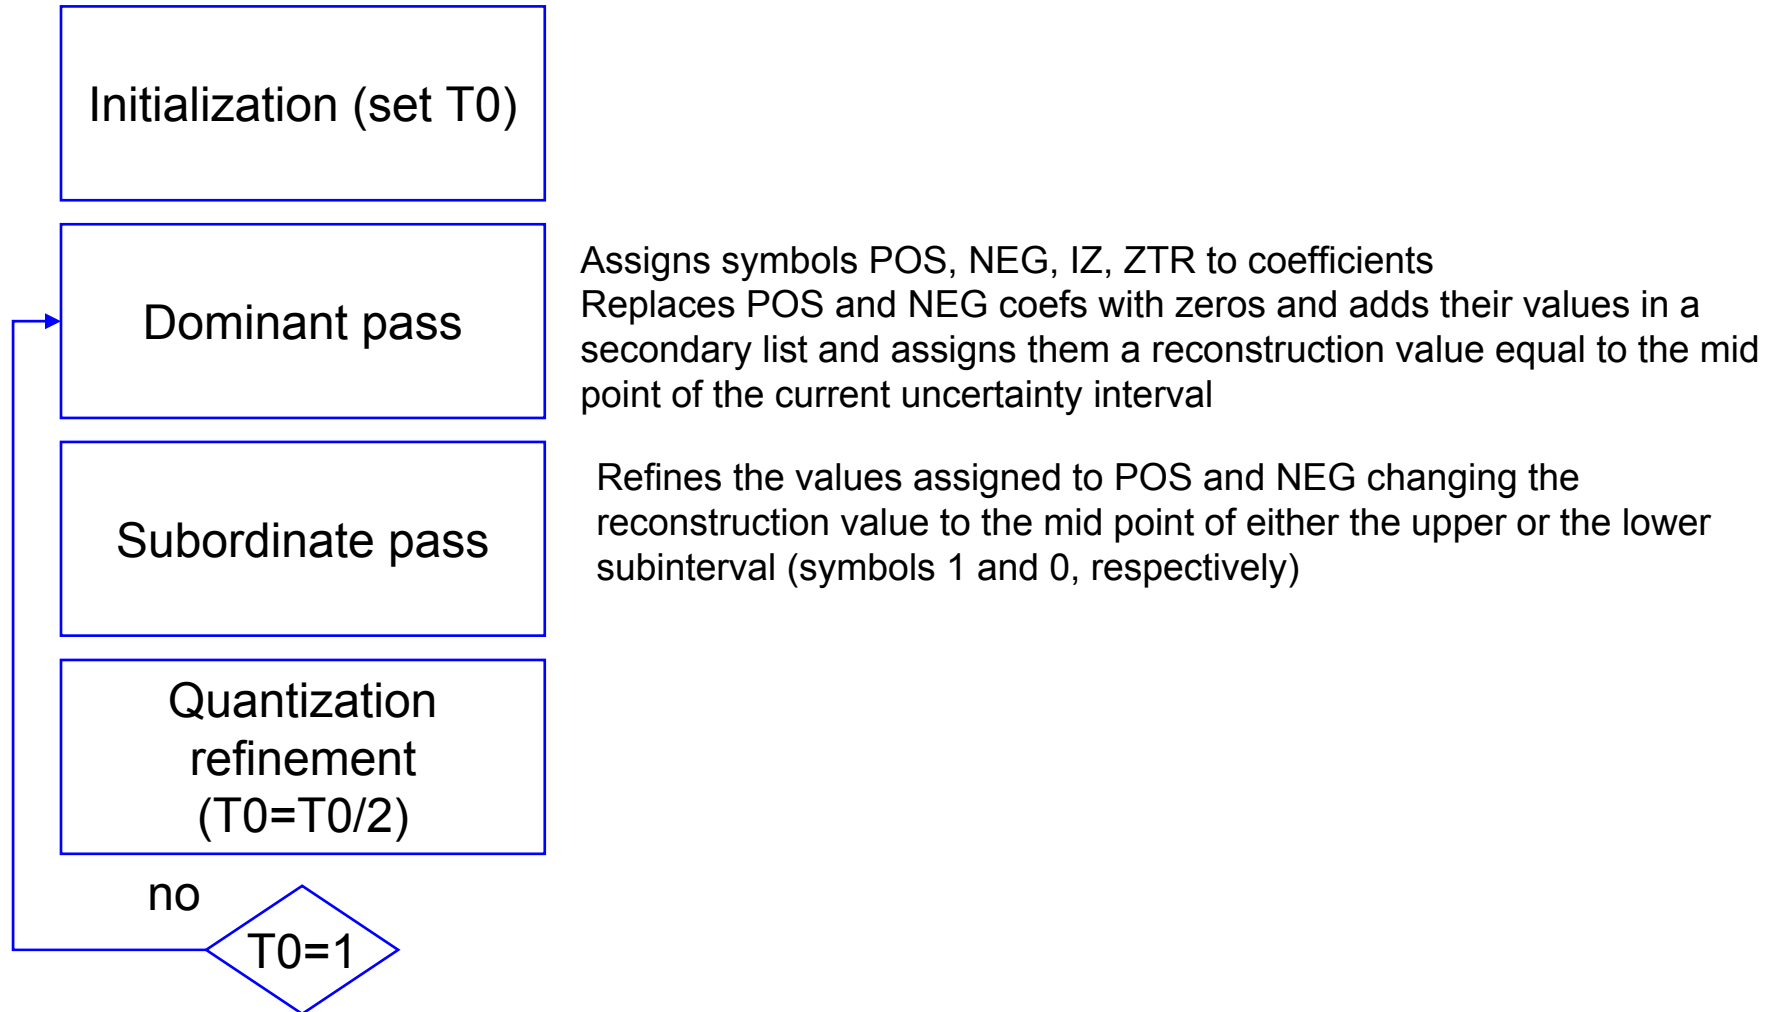 Initialization (set T0)
Dominant pass
Assigns symbols POS, NEG, IZ, ZTR to coefficients
Replaces POS and NEG coefs with zeros and adds their values in a
secondary list and assigns them a reconstruction value equal to the mid
point of the current uncertainty interval
Subordinate pass
Refines the values assigned to POS and NEG changing the
reconstruction value to the mid point of either the upper or the lower
subinterval (symbols 1 and 0, respectively)
Quantization
refinement
(T0=T0/2)
no
T0=1